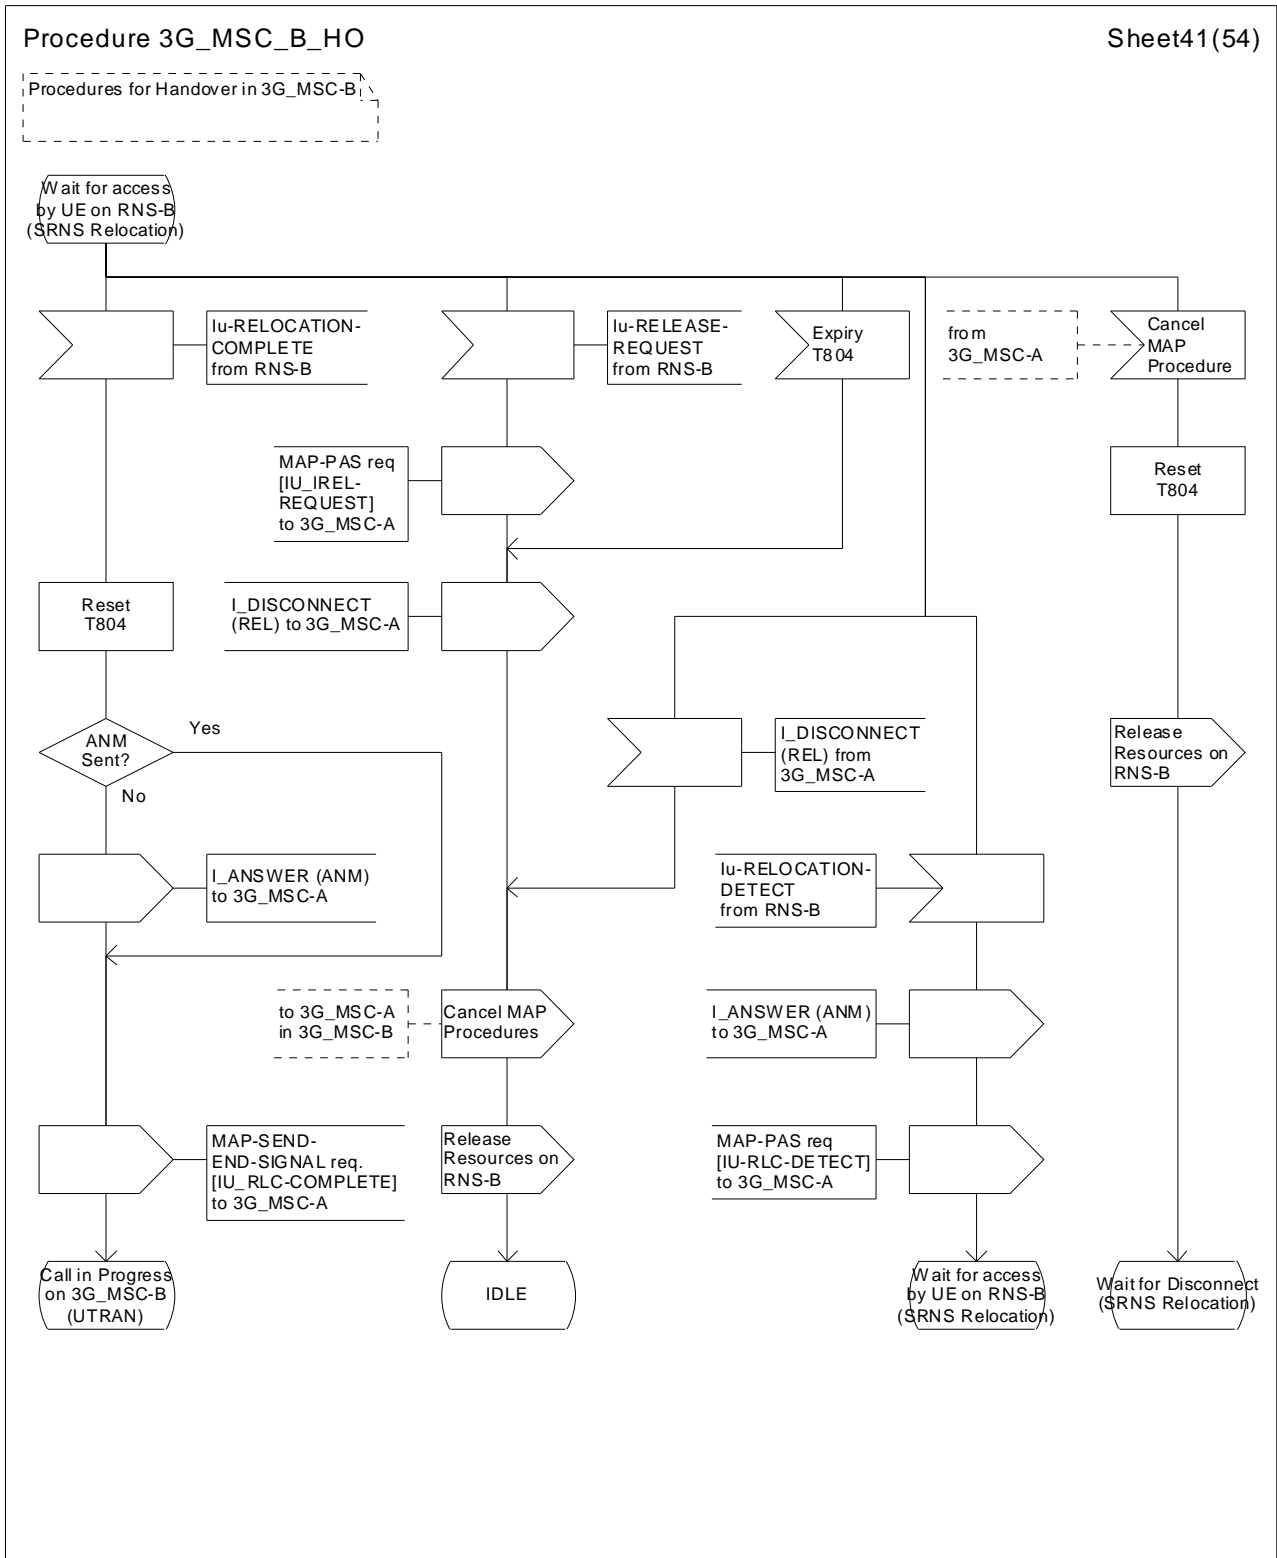 Procedure 3G_MSC_B_HO
Sheet41(54)
Procedures for Handover in 3G_MSC-B
Wait for access
by UE on RNS-B
(SRNS Relocation)
Iu-RELOCATION-
COMPLETE
from RNS-B
Iu-RELEASE-
REQUEST
from RNS-B
Expiry
T804
from
3G_MSC-A
Cancel
MAP
Procedure
MAP-PAS req
[IU_IREL-
REQUEST]
to 3G_MSC-A
Reset
T804
Reset
T804
I_DISCONNECT
(REL) to 3G_MSC-A
ANM
Sent?
Yes
No
I_DISCONNECT
(REL) from
3G_MSC-A
Release
Resources on
RNS-B
I_ANSWER (ANM)
to 3G_MSC-A
Iu-RELOCATION-
DETECT
from RNS-B
to 3G_MSC-A
in 3G_MSC-B
Cancel MAP
Procedures
I_ANSWER (ANM)
to 3G_MSC-A
MAP-SEND-
END-SIGNAL req.
[IU_RLC-COMPLETE]
to 3G_MSC-A
Release
Resources on
RNS-B
MAP-PAS req
[IU-RLC-DETECT]
to 3G_MSC-A
Call in Progress
on 3G_MSC-B
(UTRAN)
IDLE
Wait for access
by UE on RNS-B
(SRNS Relocation)
Wait for Disconnect
(SRNS Relocation)